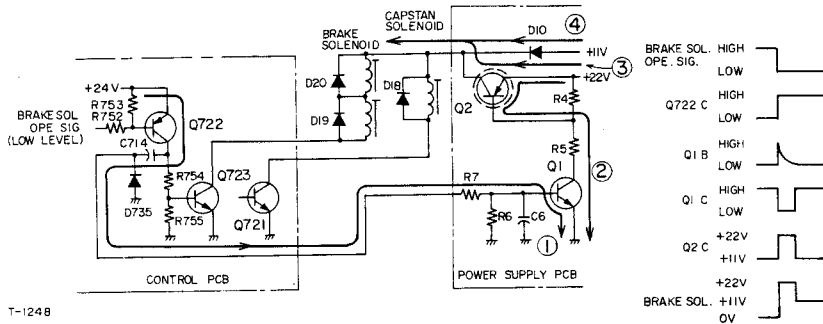 CAPSTAN
SOLENOID
BRAKE
SOLENOID
D10
④
+11V
③
+22V
D20
D18
Q2
R4
D19
R5
Q1
②
+24V
R753
R752
BRAKE SOL
OPE SIG.
(LOW LEVEL)
Q722
C714
R754
Q723
R755
D735
Q721
R7
R6
C6
①
CONTROL PCB
POWER SUPPLY PCB
T-1248
BRAKE SOL. HIGH
OPE. SIG.
LOW
HIGH
Q722 C
LOW
HIGH
Q1 B
LOW
HIGH
Q1 C
LOW
+22V
Q2 C
+11V
+22V
BRAKE SOL. +11V
0V